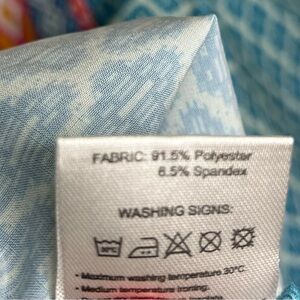 FABRIC: 91.5% Polyester
8.5% Spandex
WASHING SIGNS:
• Maximum washing temperature 30°C.
• Medium temperature ironing.